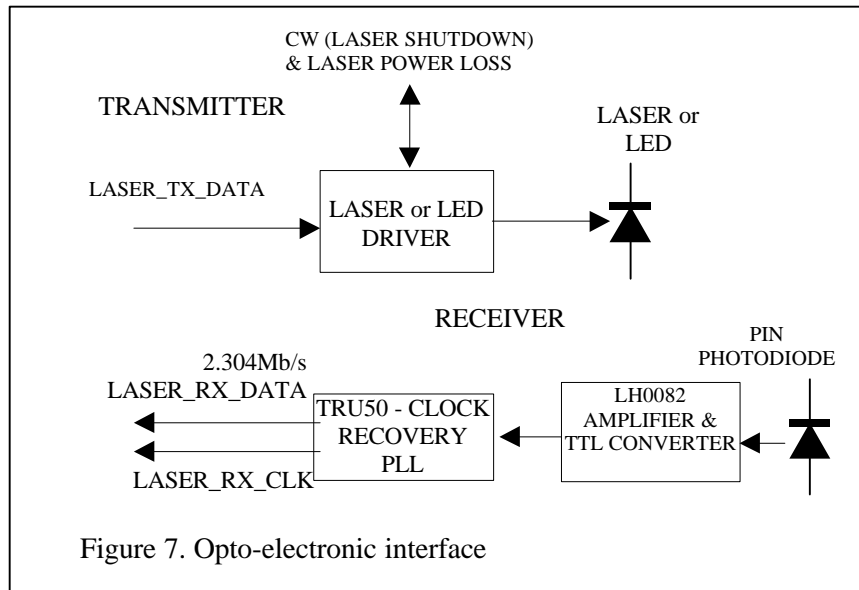 CW (LASER SHUTDOWN)
& LASER POWER LOSS
TRANSMITTER
LASER or
LED
LASER_TX_DATA
LASER or LED
DRIVER
RECEIVER
PIN
PHOTODIODE
2.304Mb/s
LASER_RX_DATA
TRU50 - CLOCK
RECOVERY
PLL
LH0082
AMPLIFIER &
TTL CONVERTER
LASER_RX_CLK
Figure 7. Opto-electronic interface